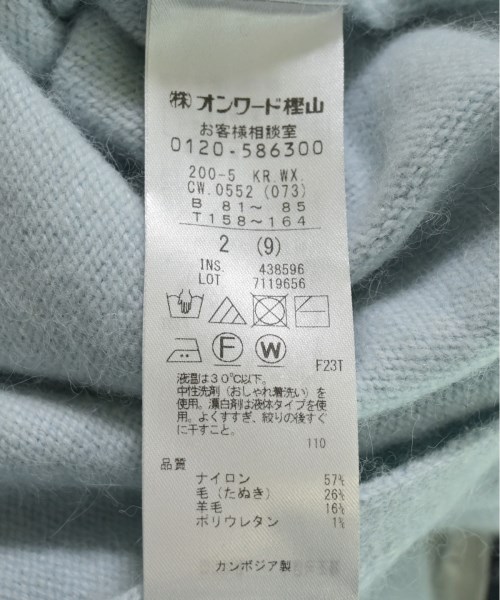 (株)オンワード樫山
お客様相談室
0120-586300
200-5 KR.WX.
CW.0552 (073)
B 81～ 85
T158～164
2 (9)
INS. 438596
LOT 7119656
F W
F23T
液温は30℃以下。
中性洗剤（おしゃれ着洗い）を
使用。漂白剤は液体タイプを使
用。よくすすぎ、絞りの後すぐ
に干すこと。
110
品質
ナイロン 57%
毛（たぬき） 26%
羊毛 16%
ポリウレタン 1%
カンボジア製